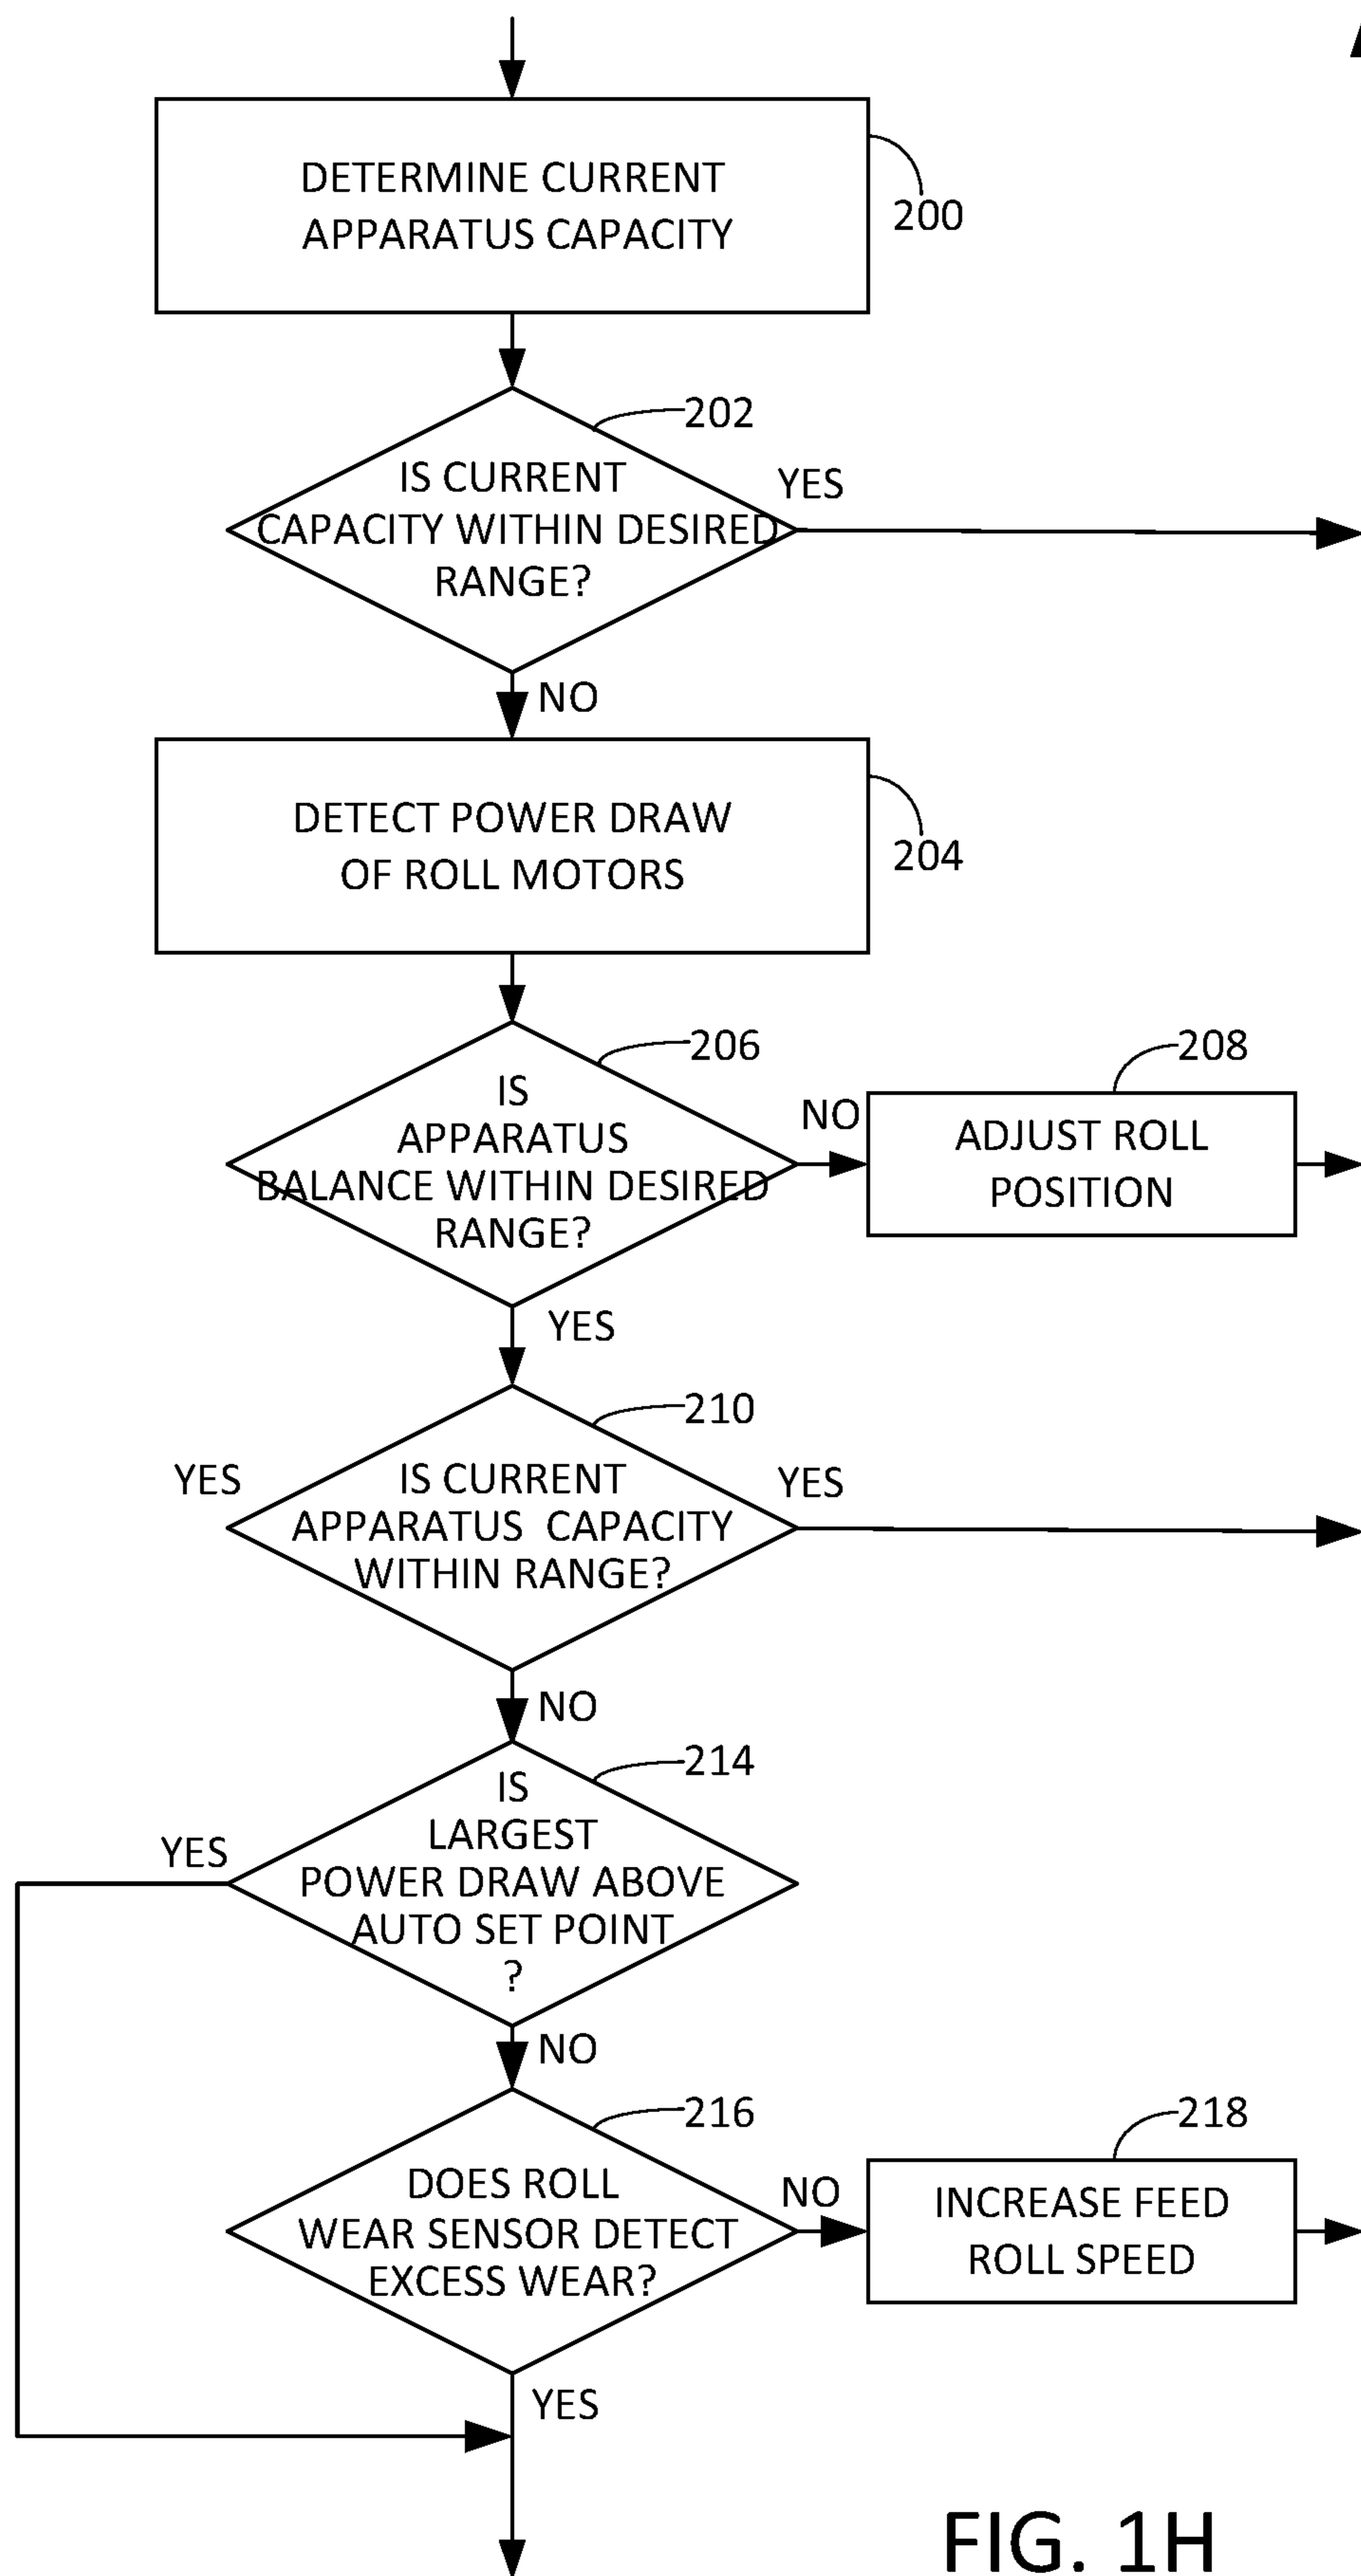 DETERMINE CURRENT
APPARATUS CAPACITY
200
202
IS CURRENT
CAPACITY WITHIN DESIRED
RANGE?
YES
NO
DETECT POWER DRAW
OF ROLL MOTORS
204
206
IS
APPARATUS
BALANCE WITHIN DESIRED
RANGE?
NO
208
ADJUST ROLL
POSITION
YES
210
YES
IS CURRENT
APPARATUS CAPACITY
WITHIN RANGE?
YES
NO
214
YES
IS
LARGEST
POWER DRAW ABOVE
AUTO SET POINT
?
NO
216
DOES ROLL
WEAR SENSOR DETECT
EXCESS WEAR?
NO
218
INCREASE FEED
ROLL SPEED
YES
FIG. 1H